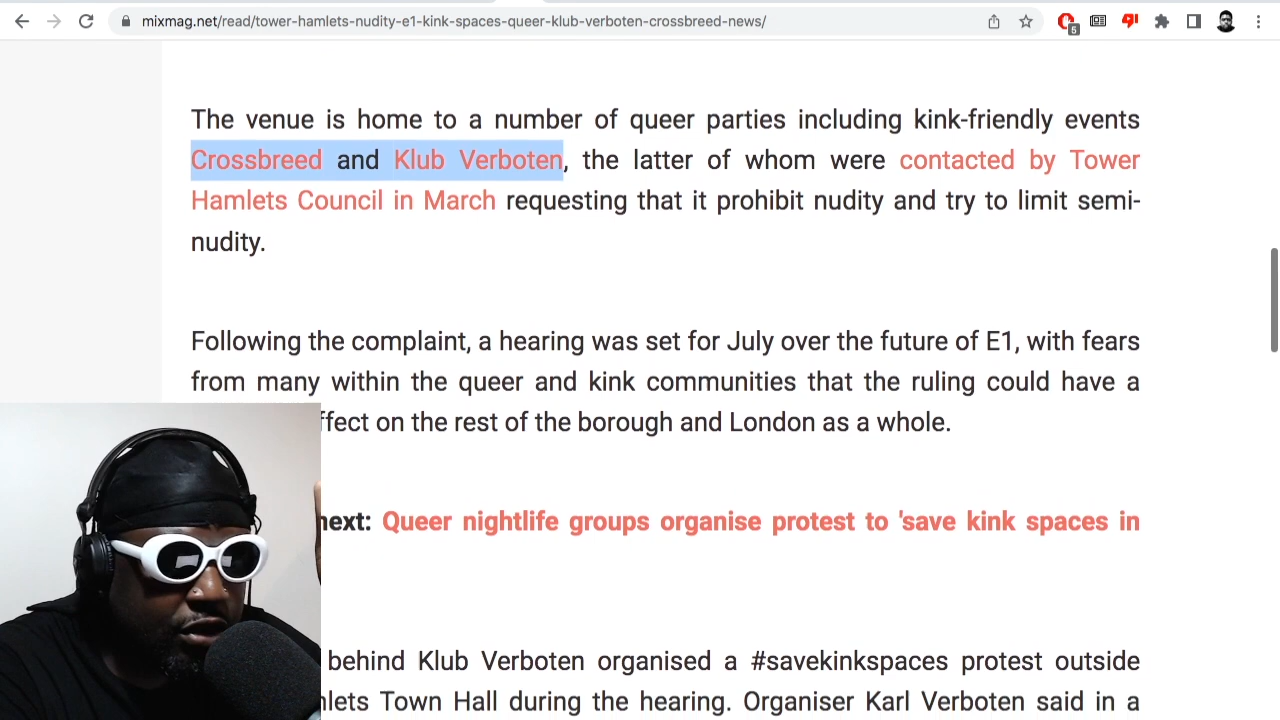 mixmag.net/read/tower-hamlets-nudity-e1-kink-spaces-queer-klub-verboten-crossbreed-news/
5
The venue is home to a number of queer parties including kink-friendly events
Crossbreed and Klub Verboten, the latter of whom were contacted by Tower
Hamlets Council in March requesting that it prohibit nudity and try to limit semi-
nudity.
Following the complaint, a hearing was set for July over the future of E1, with fears
from many within the queer and kink communities that the ruling could have a
ffect on the rest of the borough and London as a whole.
next: Queer nightlife groups organise protest to 'save kink spaces in
behind Klub Verboten organised a #savekinkspaces protest outside
mlets Town Hall during the hearing. Organiser Karl Verboten said in a